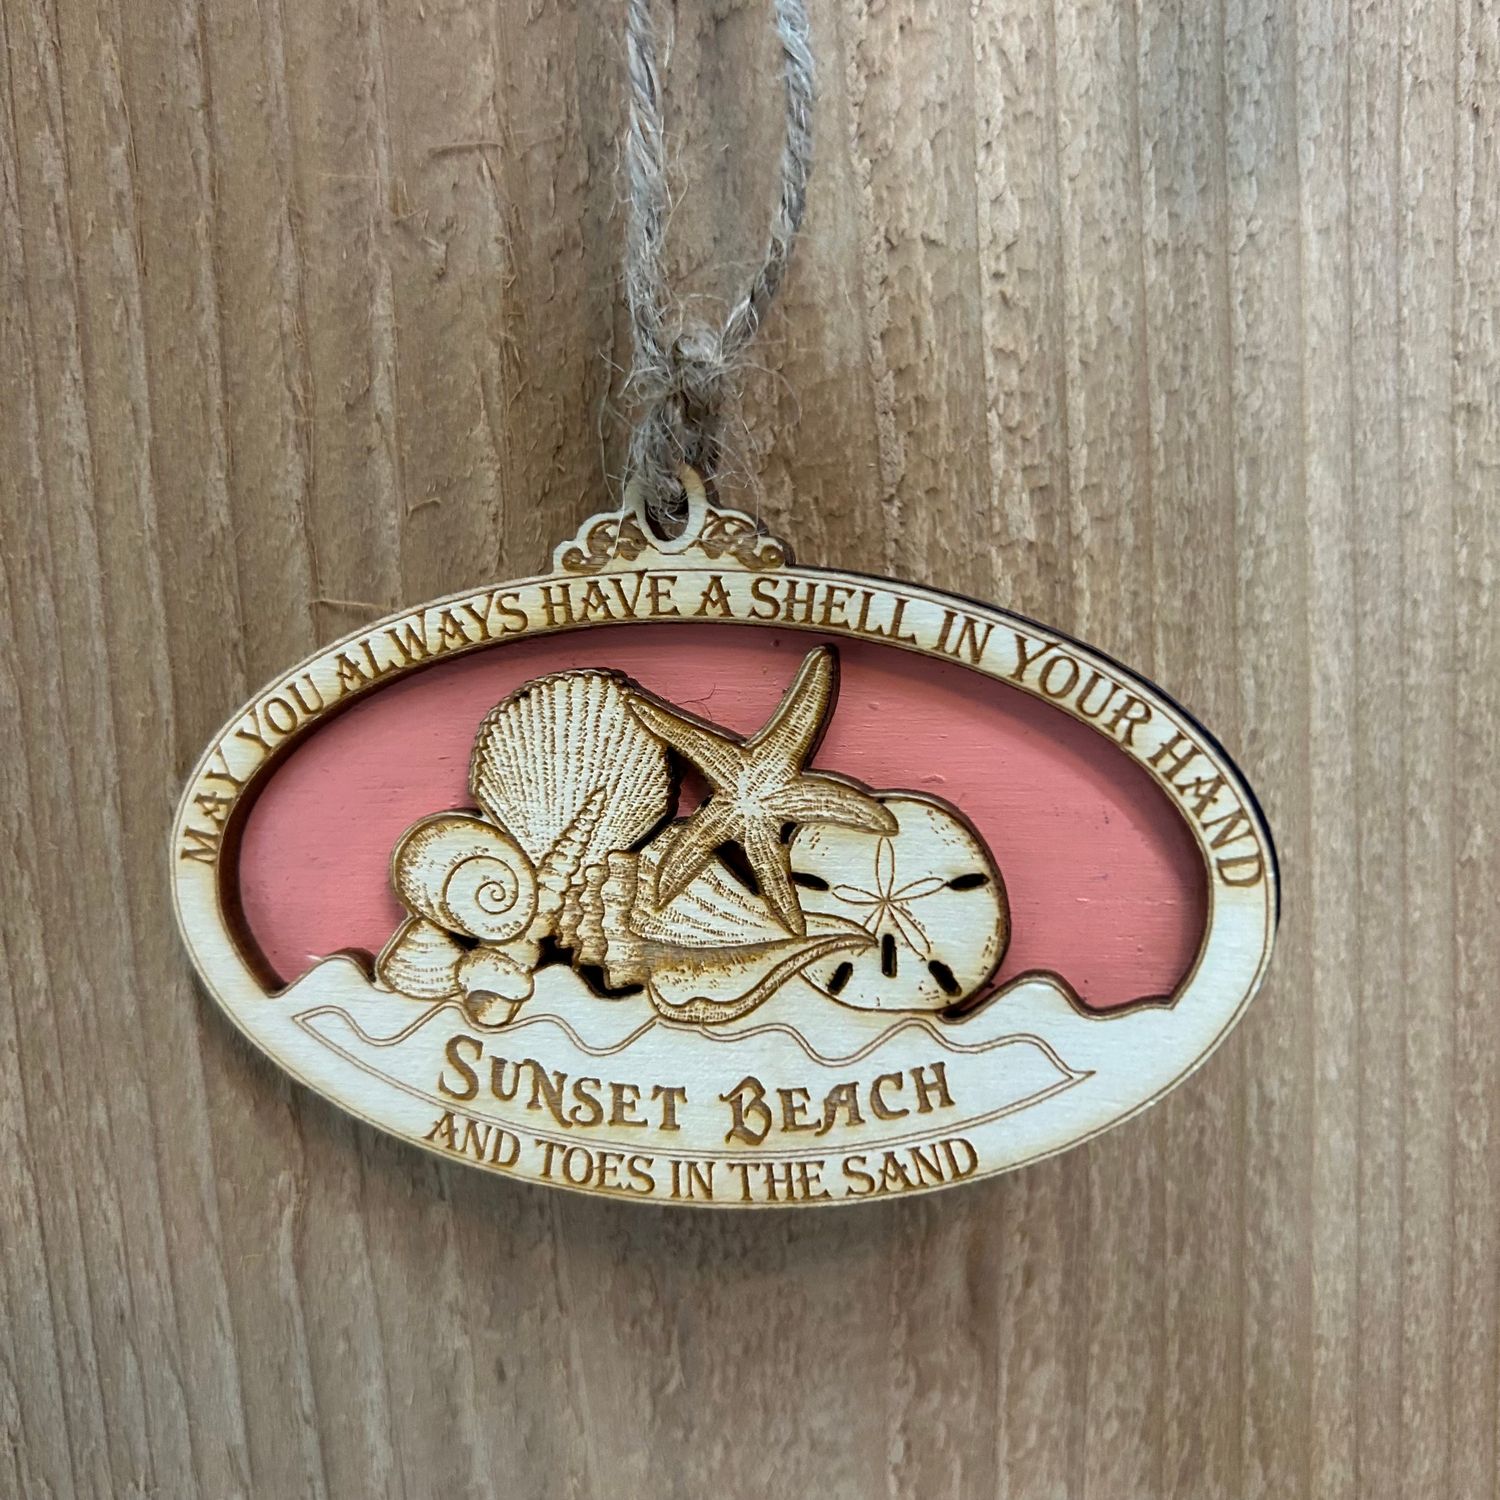 MAY YOU ALWAYS HAVE A SHELL IN YOUR HAND
SUNSET BEACH
AND TOES IN THE SAND